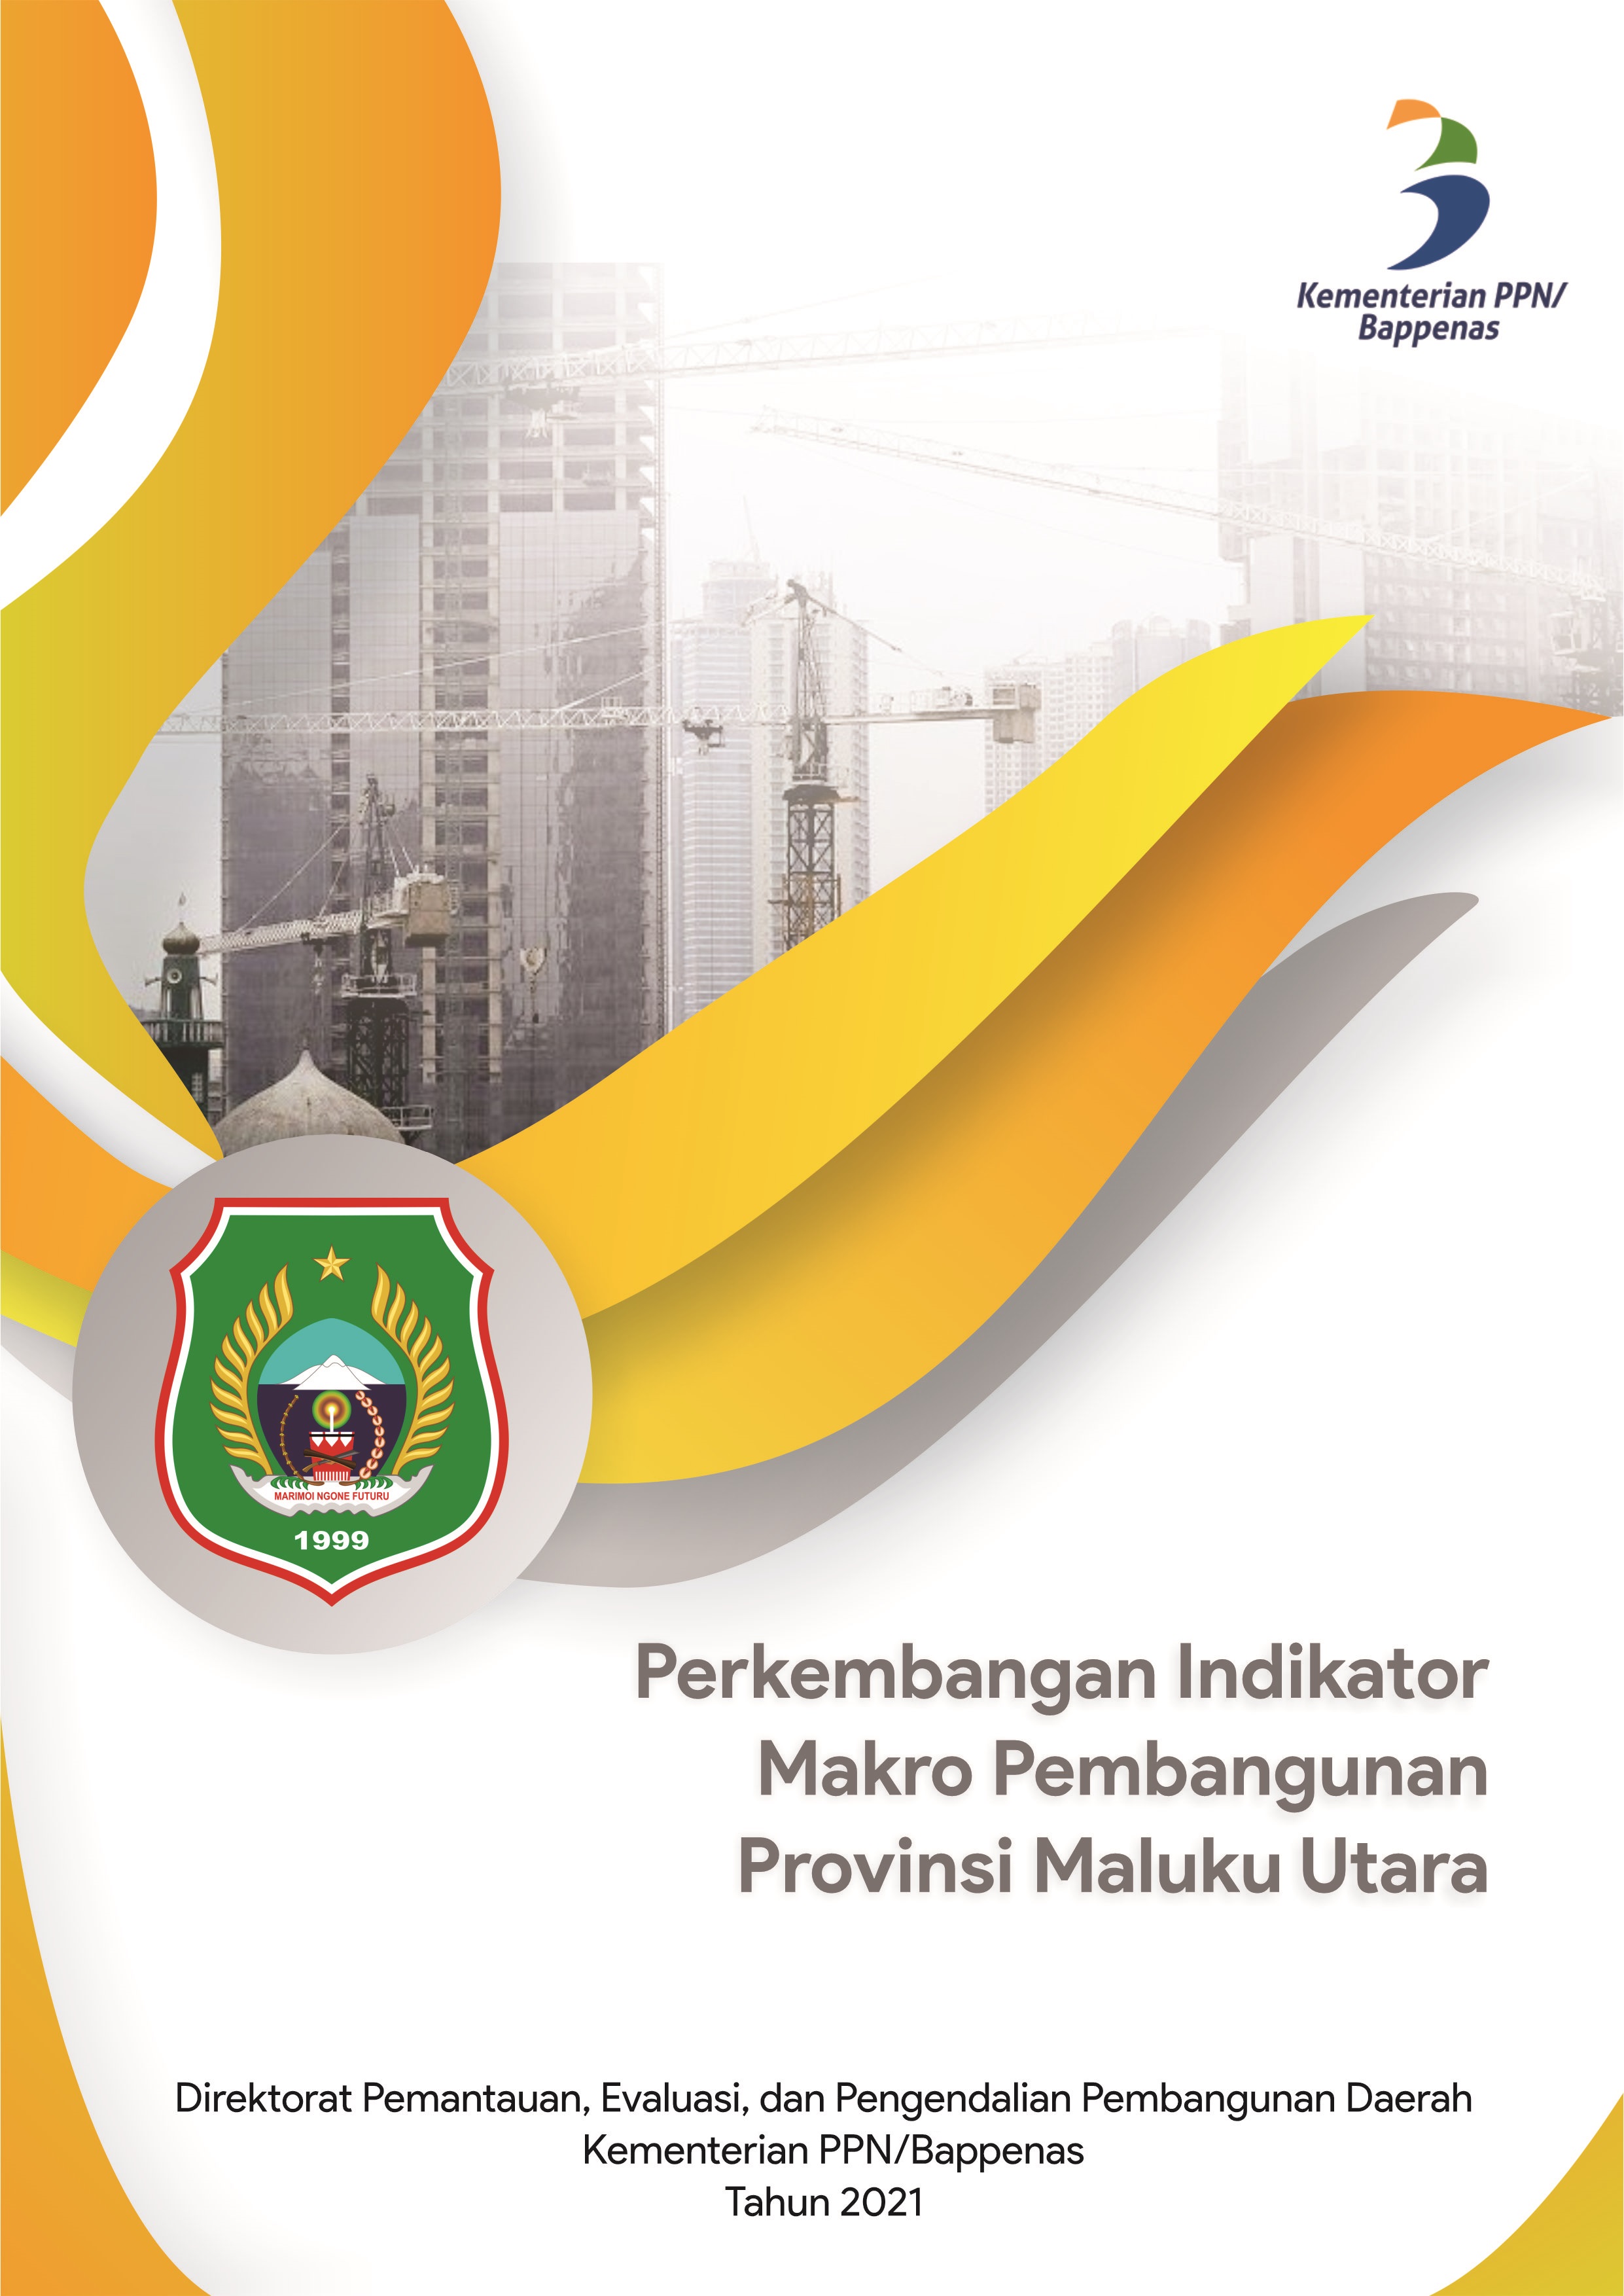 Kementerian PPN/
Bappenas
MARIMOI NGONE FUTURU
1999
Perkembangan Indikator
Makro Pembangunan
Provinsi Maluku Utara
Direktorat Pemantauan, Evaluasi, dan Pengendalian Pembangunan Daerah
Kementerian PPN/Bappenas
Tahun 2021